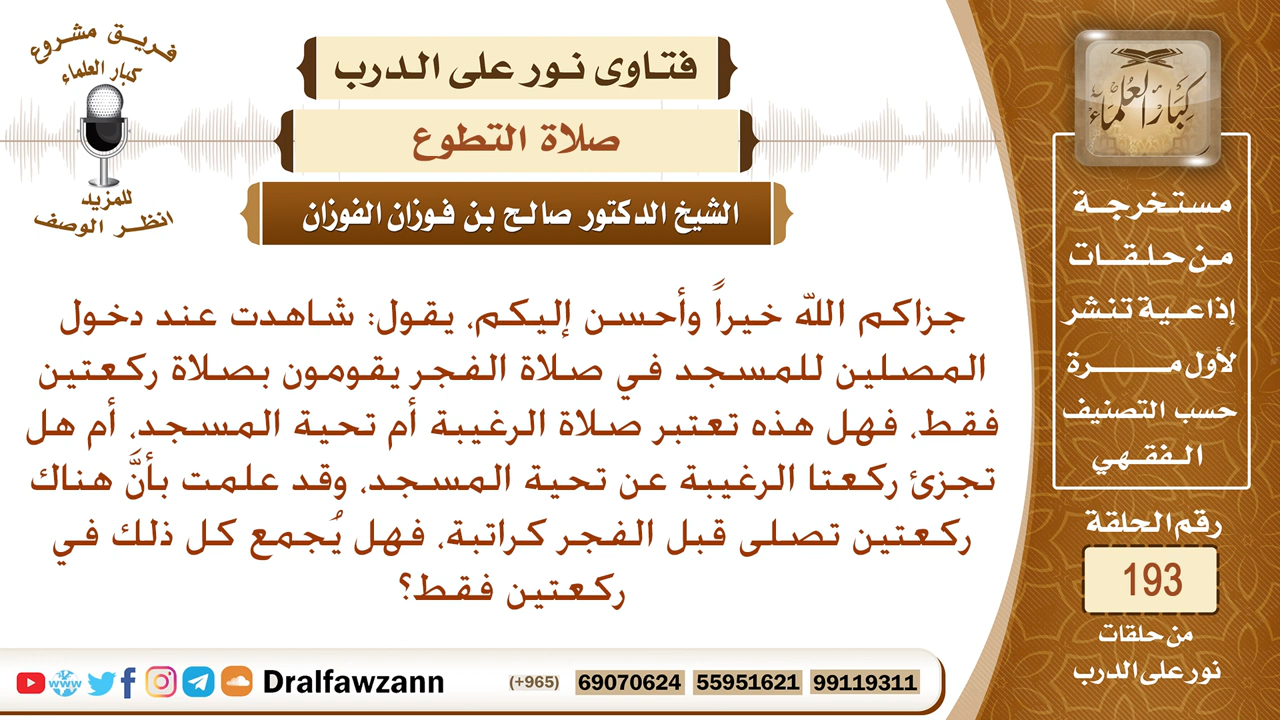 فريق مشروع
كبار العلماء
للمزيد
انظر الوصف
فتاوى نور على الدرب
صلاة التطوع
الشيخ الدكتور صالح بن فوزان الفوزان
جزاكم الله خيراً وأحسن إليكم، يقول: شاهدت عند دخول
المصلين للمسجد في صلاة الفجر يقومون بصلاة ركعتين
فقط، فهل هذه تعتبر صلاة الرغيبة أم تحية المسجد، أم هل
تجزئ ركعتا الرغيبة عن تحية المسجد، وقد علمت بأنَّ هناك
ركعتين تصلى قبل الفجر كراتبة، فهل يُجمع كل ذلك في
ركعتين فقط؟
كبار العلماء
مستخرجة
من حلقات
إذاعية تنشر
لأول مرة
حسب التصنيف
الفقهي
رقم الحلقة
193
من حلقات
نور على الدرب
www
Dralfawzann
(+965) 69070624 55951621 99119311